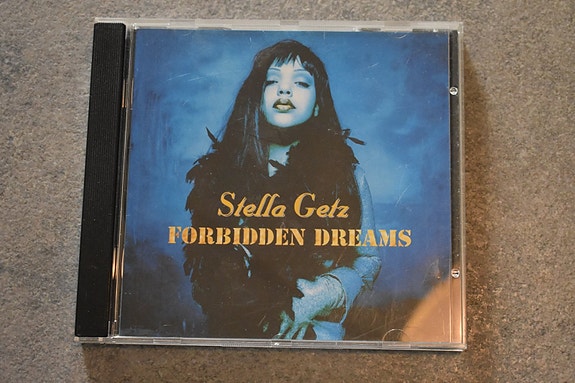 Stella Getz
FORBIDDEN DREAMS